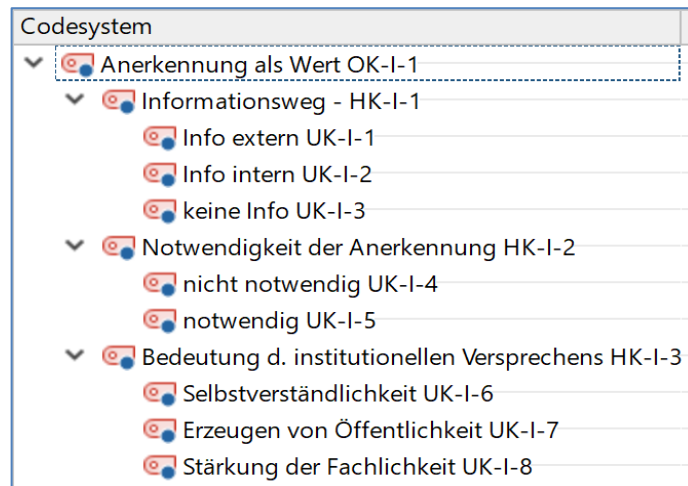 Codesystem
Anerkennung als Wert OK-I-1
Informationsweg - HK-I-1
Info extern UK-I-1
Info intern UK-I-2
keine Info UK-I-3
Notwendigkeit der Anerkennung HK-I-2
nicht notwendig UK-I-4
notwendig UK-I-5
Bedeutung d. institutionellen Versprechens HK-I-3
Selbstverständlichkeit UK-I-6
Erzeugen von Öffentlichkeit UK-I-7
Stärkung der Fachlichkeit UK-I-8